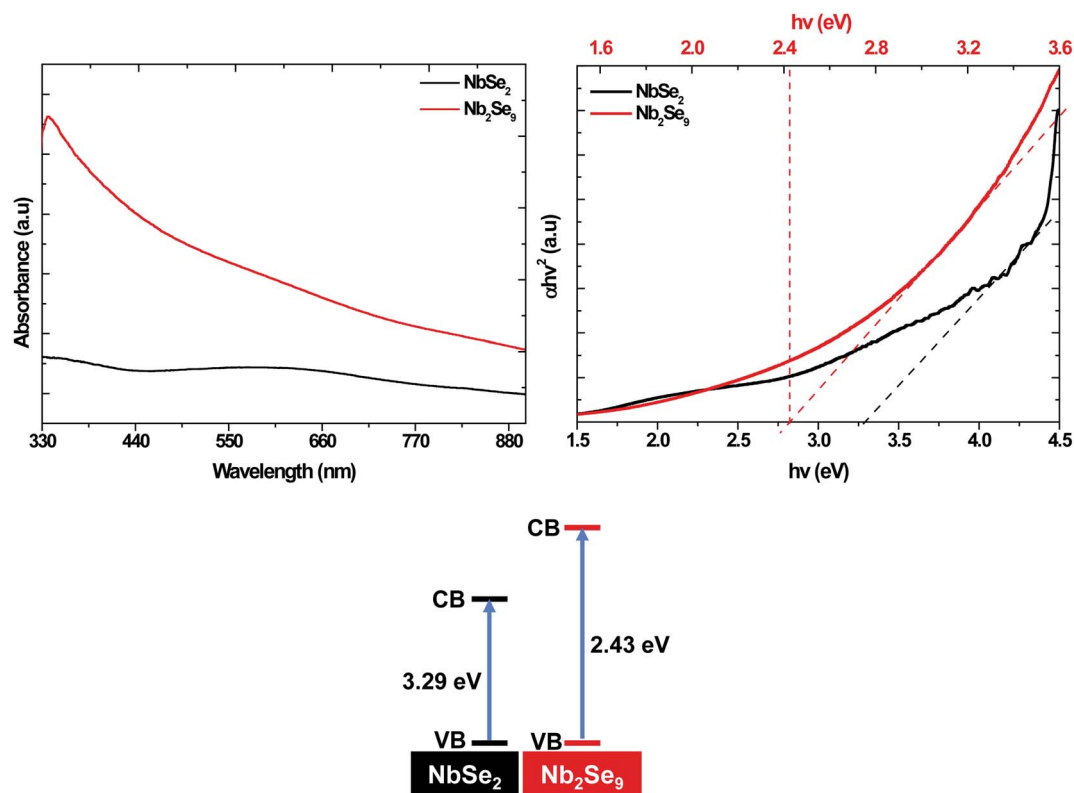 NbSe₂
Nb₂Se₉
Absorbance (a.u)
330 440 550 660 770 880
Wavelength (nm)
hv (eV)
1.6 2.0 2.4 2.8 3.2 3.6
NbSe₂
Nb₂Se₉
αhv² (a.u)
1.5 2.0 2.5 3.0 3.5 4.0 4.5
hv (eV)
CB
CB
2.43 eV
3.29 eV
VB
VB
NbSe₂
Nb₂Se₉